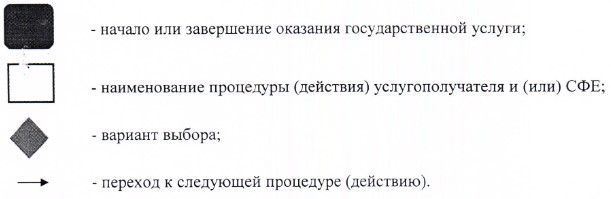 - начало или завершение оказания государственной услуги;
- наименование процедуры (действия) услугополучателя и (или) СФЕ;
- вариант выбора;
- переход к следующей процедуре (действию).